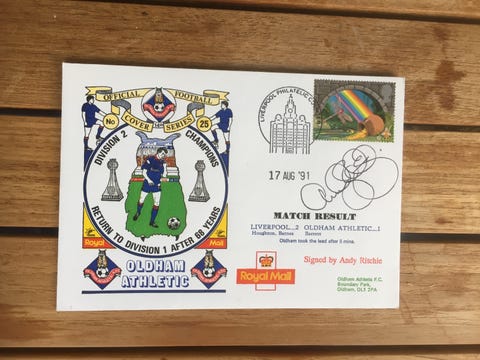 OFFICIAL FOOTBALL
No COVER SERIES 25
DIVISION 2 CHAMPIONS
RETURN TO DIVISION 1 AFTER 68 YEARS
Royal Mail
OLDHAM
ATHLETIC
LIVERPOOL PHILATELIC
17 AUG '91
MATCH RESULT
LIVERPOOL...2 OLDHAM ATHLETIC...1
Houghton, Barnes Barrett
Oldham took the lead after 5 mins.
Royal Mail
Signed by Andy Ritchie
Oldham Athletic F.C.
Boundary Park,
Oldham, OL1 2PA